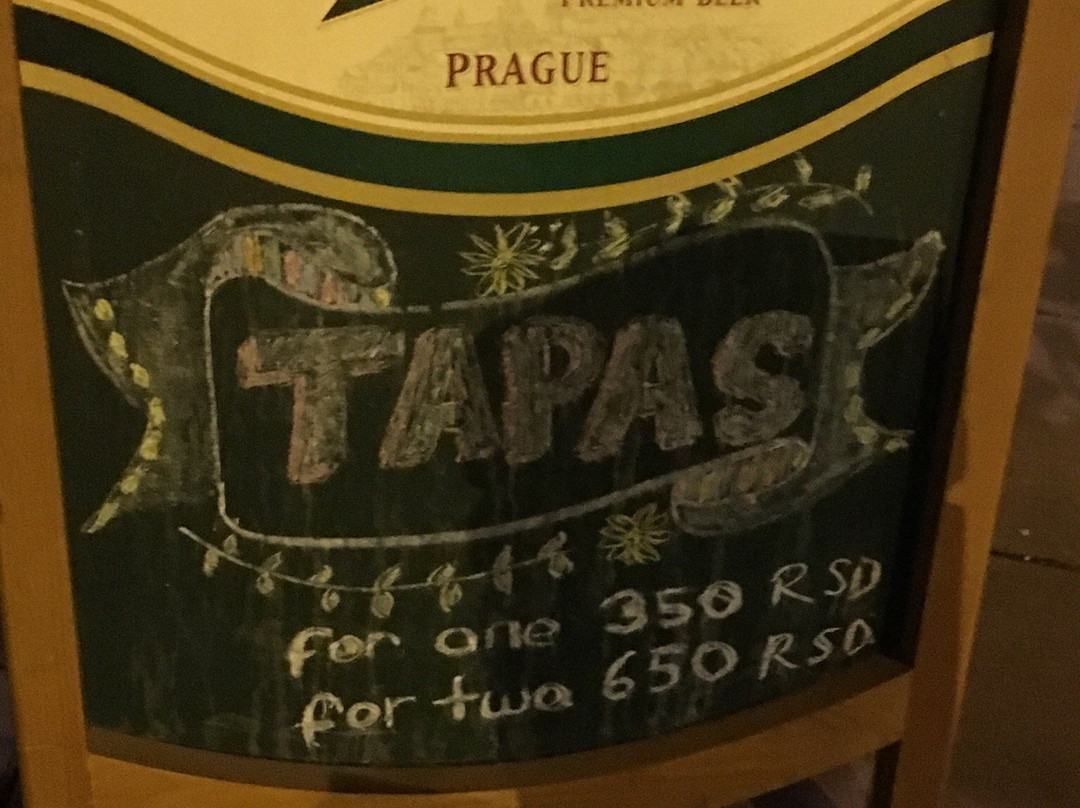 PREMIUM BEER
PRAGUE
TAPAS
for one 350 RSD
for two 650 RSD